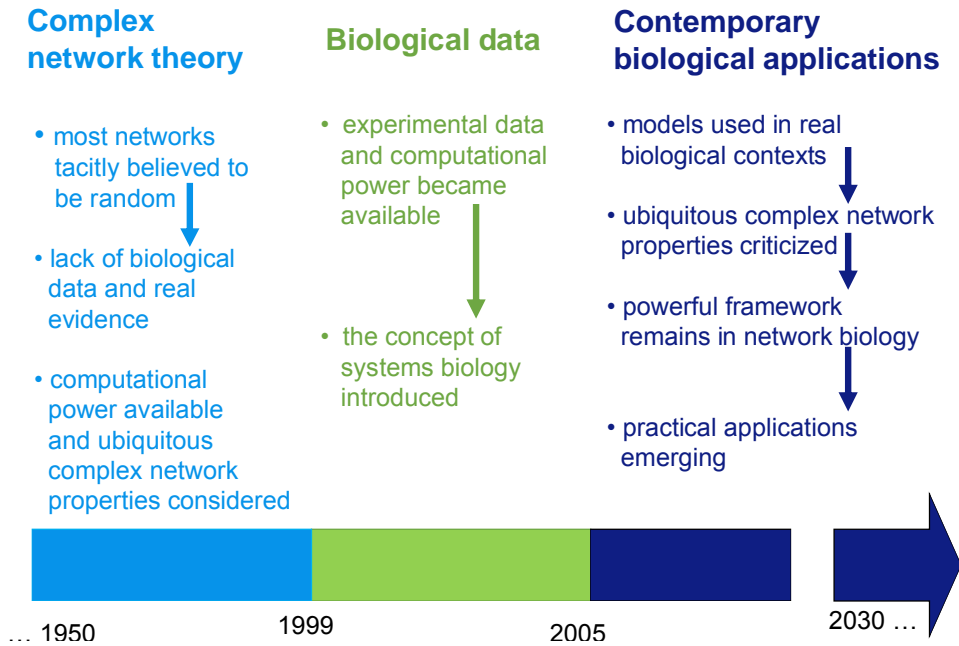 Complex
network theory
• most networks
tacitly believed to
be random
• lack of biological
data and real
evidence
• computational
power available
and ubiquitous
complex network
properties considered
Biological data
• experimental data
and computational
power became
available
• the concept of
systems biology
introduced
Contemporary
biological applications
• models used in real
biological contexts
• ubiquitous complex network
properties criticized
• powerful framework
remains in network biology
• practical applications
emerging
... 1950
1999
2005
2030 ...